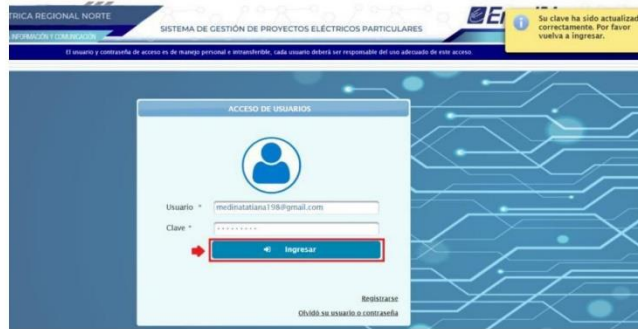 TRICA REGIONAL NORTE
INFORMACIÓN Y COMUNICACIÓN
SISTEMA DE GESTIÓN DE PROYECTOS ELÉCTRICOS PARTICULARES
Su clave ha sido actualizad
correctamente. Por favor
vuelva a ingresar.
El usuario y contraseña de acceso es de manejo personal e intransferible, cada usuario deberá ser responsable del uso adecuado de este acceso.
ACCESO DE USUARIOS
Usuario * medinatatiana198@gmail.com
Clave *
Ingresar
Registrarse
Olvidó su usuario o contraseña